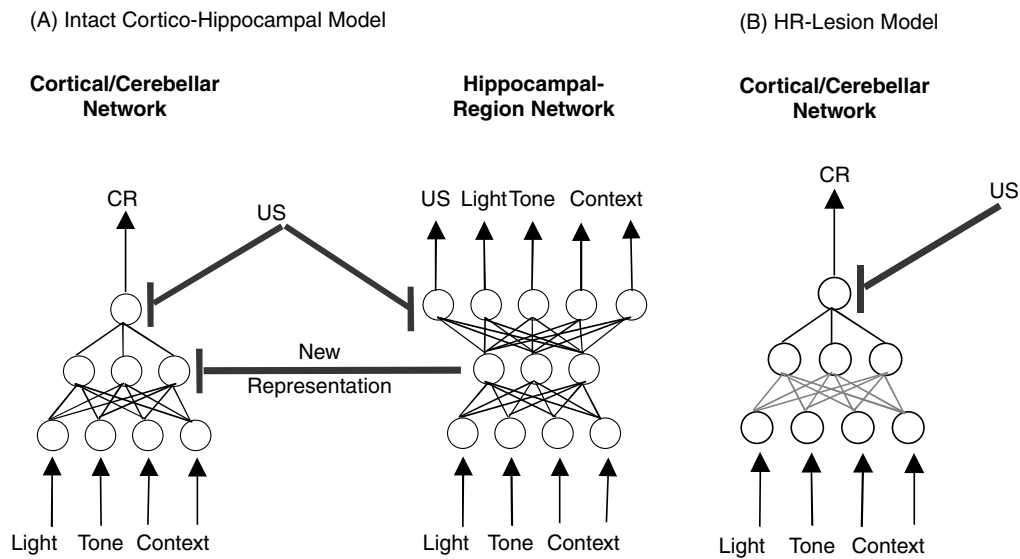 (A) Intact Cortico-Hippocampal Model
Cortical/Cerebellar
Network
Hippocampal-
Region Network
CR
US
US Light Tone Context
New
Representation
Light Tone Context
Light Tone Context
(B) HR-Lesion Model
Cortical/Cerebellar
Network
CR
US
Light Tone Context